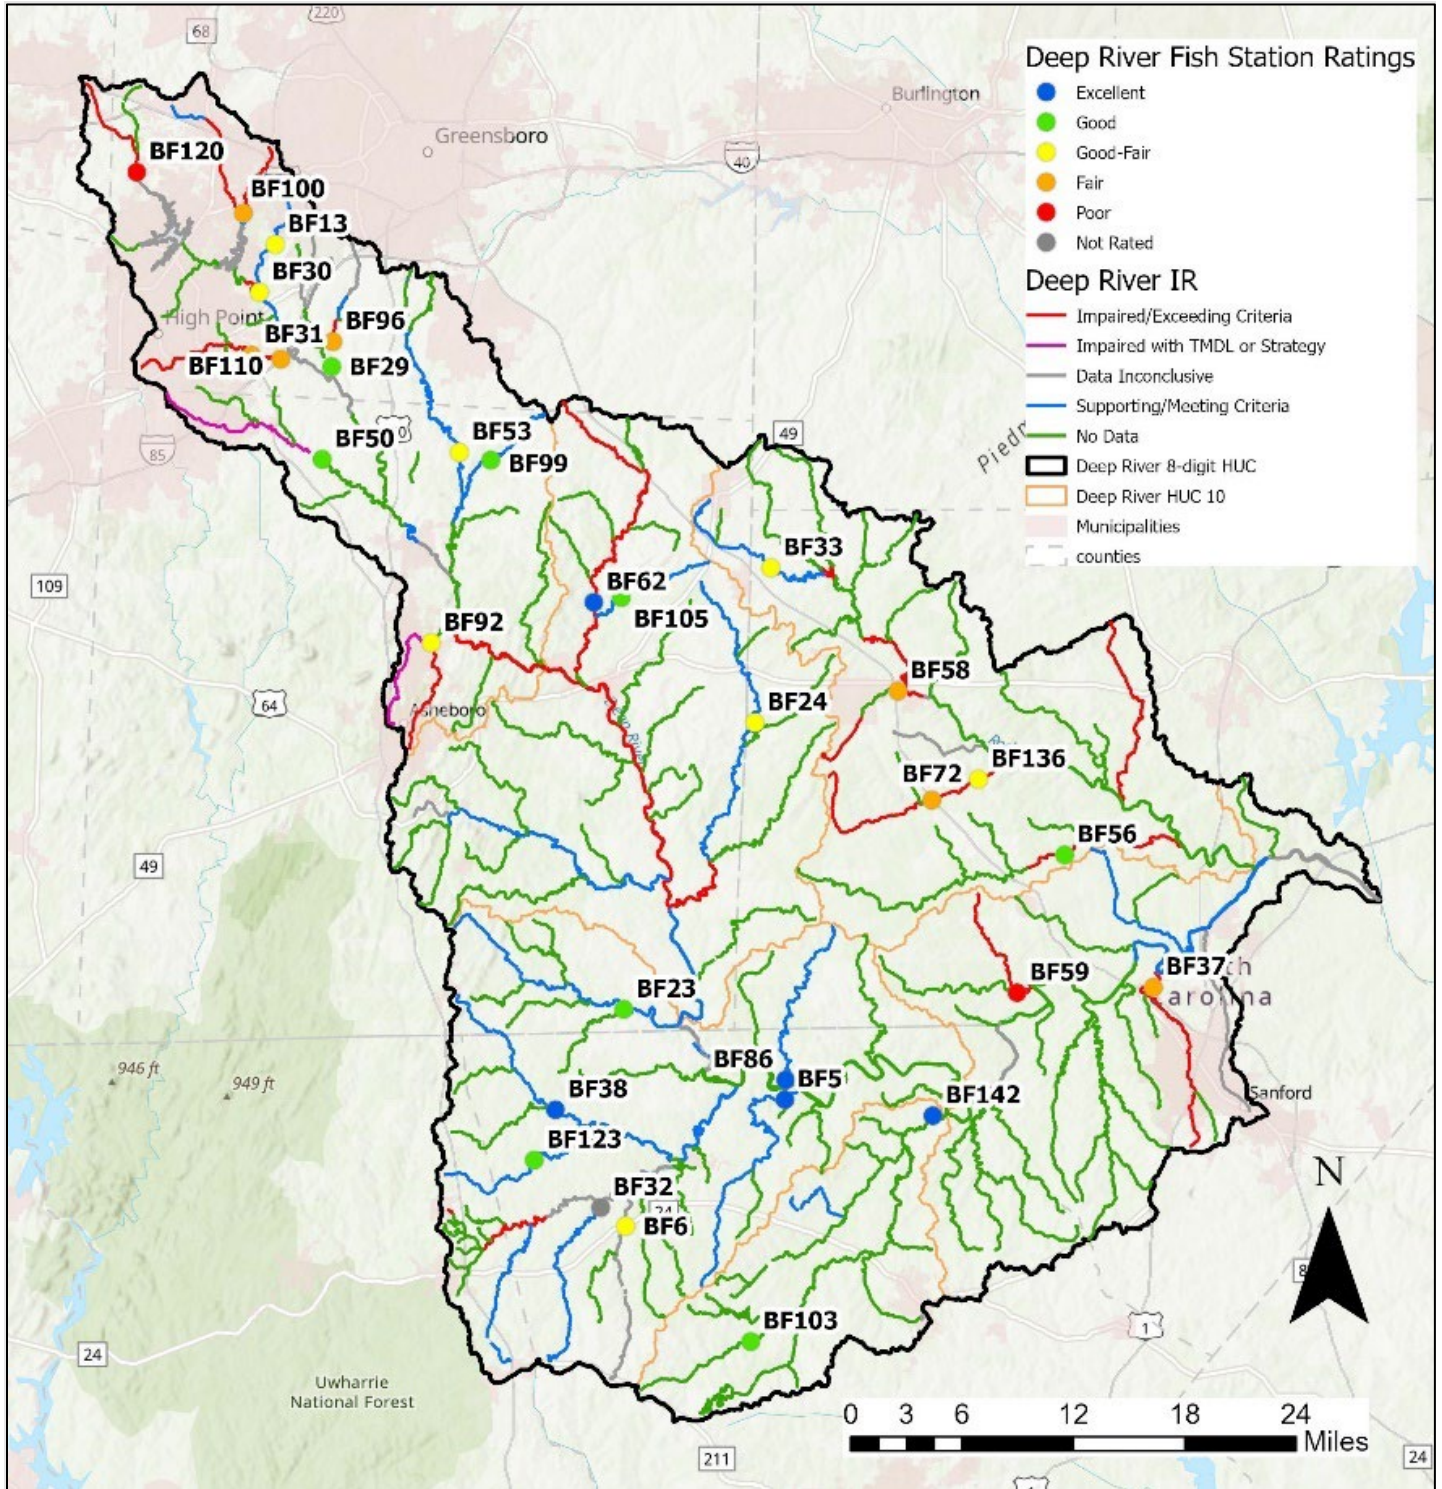 220
68
Burlington
Greensboro
40
Deep River Fish Station Ratings
Excellent
Good
Good-Fair
Fair
Poor
Not Rated
Deep River IR
Impaired/Exceeding Criteria
Impaired with TMDL or Strategy
Data Inconclusive
Supporting/Meeting Criteria
No Data
Deep River 8-digit HUC
Deep River HUC 10
Municipalities
counties
BF120
BF100
BF13
BF30
High Point
BF31
BF96
BF110
BF29
BF50
85
BF53
BF99
49
BF33
109
BF62
BF105
BF92
BF58
64
Asheboro
BF24
BF136
BF72
BF56
49
BF59
BF37
Carolina
BF23
946 ft
949 ft
BF86
BF5
BF38
BF142
Sanford
BF123
BF32
24
BF6
N
BF103
1
24
Uwharrie
National Forest
0 3 6 12 18 24
Miles
211
24